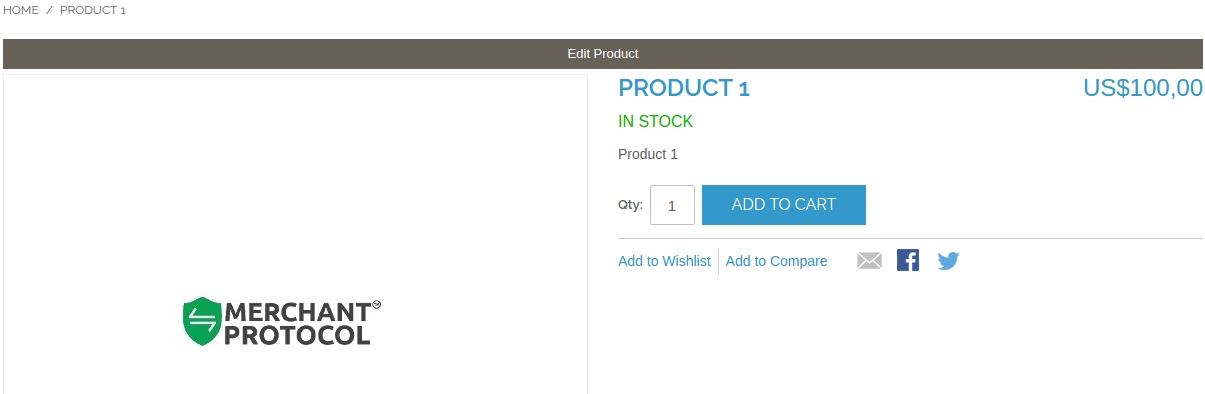 HOME / PRODUCT 1
Edit Product
PRODUCT 1
US$100,00
IN STOCK
Product 1
Qty: 1 ADD TO CART
Add to Wishlist Add to Compare
MERCHANT
PROTOCOL